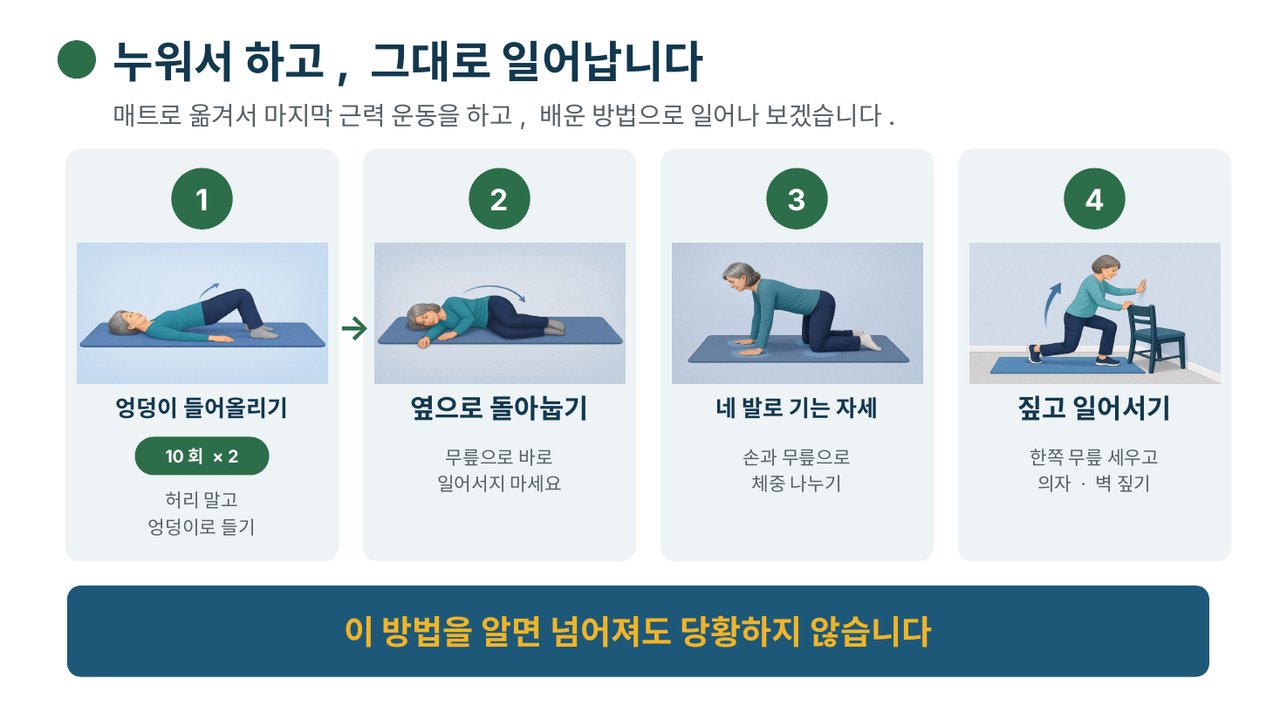 누워서 하고 , 그대로 일어납니다
매트로 옮겨서 마지막 근력 운동을 하고 , 배운 방법으로 일어나 보겠습니다 .
1
엉덩이 들어올리기
10 회 × 2
허리 말고
엉덩이로 들기
→
2
옆으로 돌아눕기
무릎으로 바로
일어서지 마세요
3
네 발로 기는 자세
손과 무릎으로
체중 나누기
4
짚고 일어서기
한쪽 무릎 세우고
의자 · 벽 짚기
이 방법을 알면 넘어져도 당황하지 않습니다